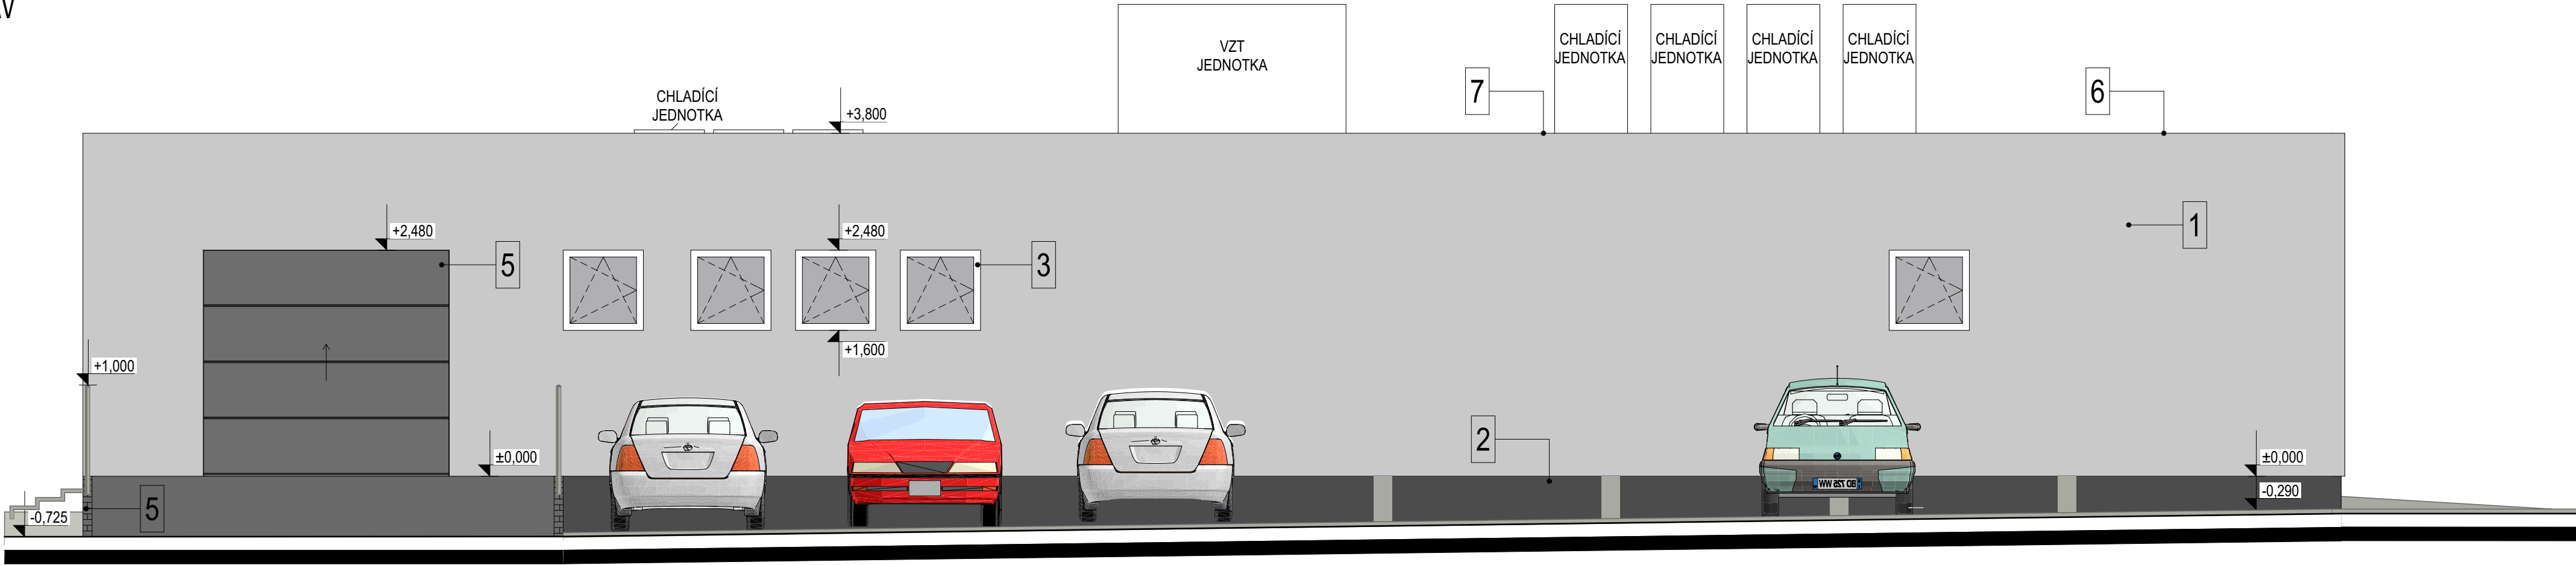 VZT
JEDNOTKA
CHLADÍCÍ
JEDNOTKA
CHLADÍCÍ
JEDNOTKA
CHLADÍCÍ
JEDNOTKA
CHLADÍCÍ
JEDNOTKA
CHLADÍCÍ
JEDNOTKA
+3,800
7
6
+2,480
+2,480
1
5
3
+1,600
+1,000
2
±0,000
±0,000
-0,290
5
-0,725